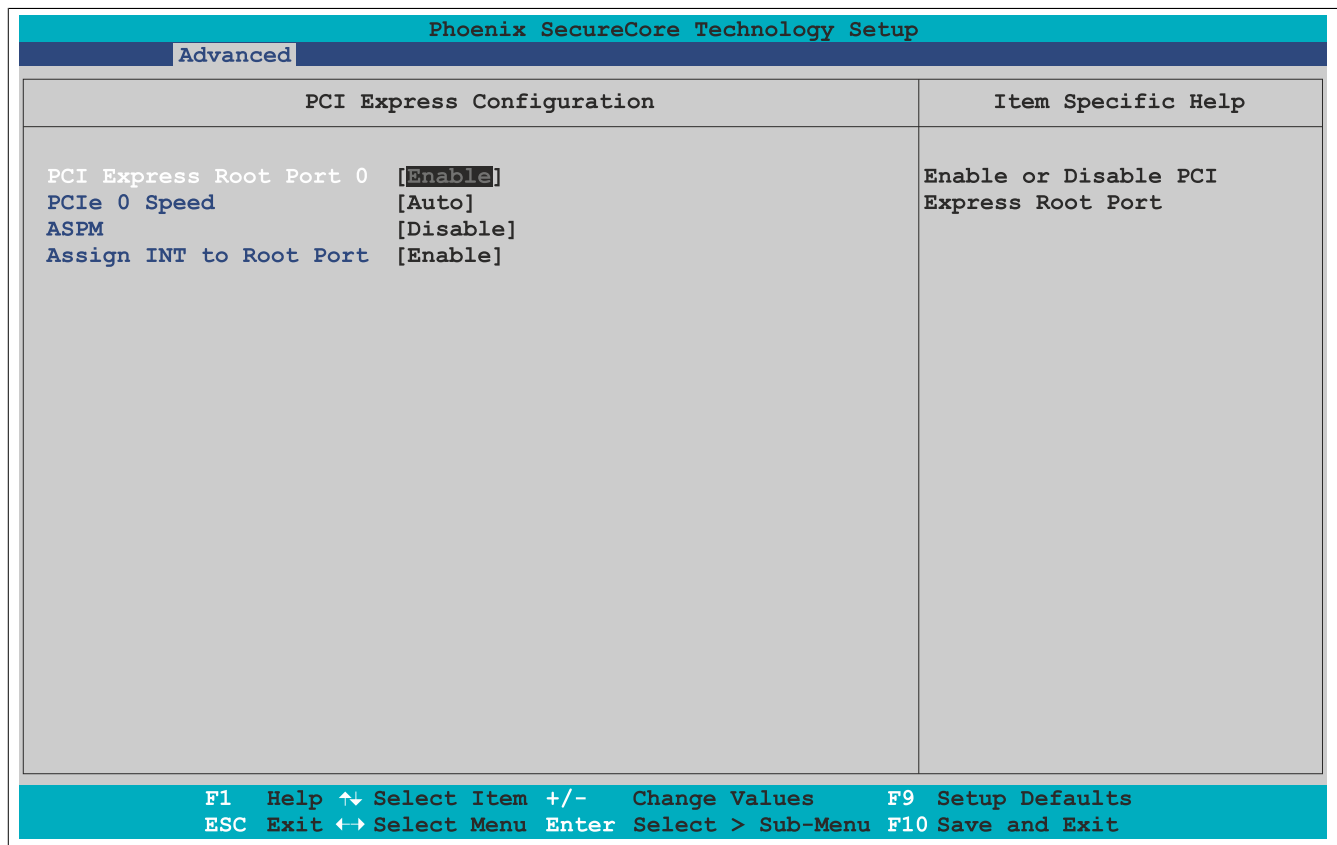 Phoenix SecureCore Technology Setup
Advanced
PCI Express Configuration
Item Specific Help
PCI Express Root Port 0 [Enable]
PCIe 0 Speed [Auto]
ASPM [Disable]
Assign INT to Root Port [Enable]
Enable or Disable PCI
Express Root Port
F1 Help ↑↓ Select Item +/- Change Values F9 Setup Defaults
ESC Exit ↔ Select Menu Enter Select > Sub-Menu F10 Save and Exit